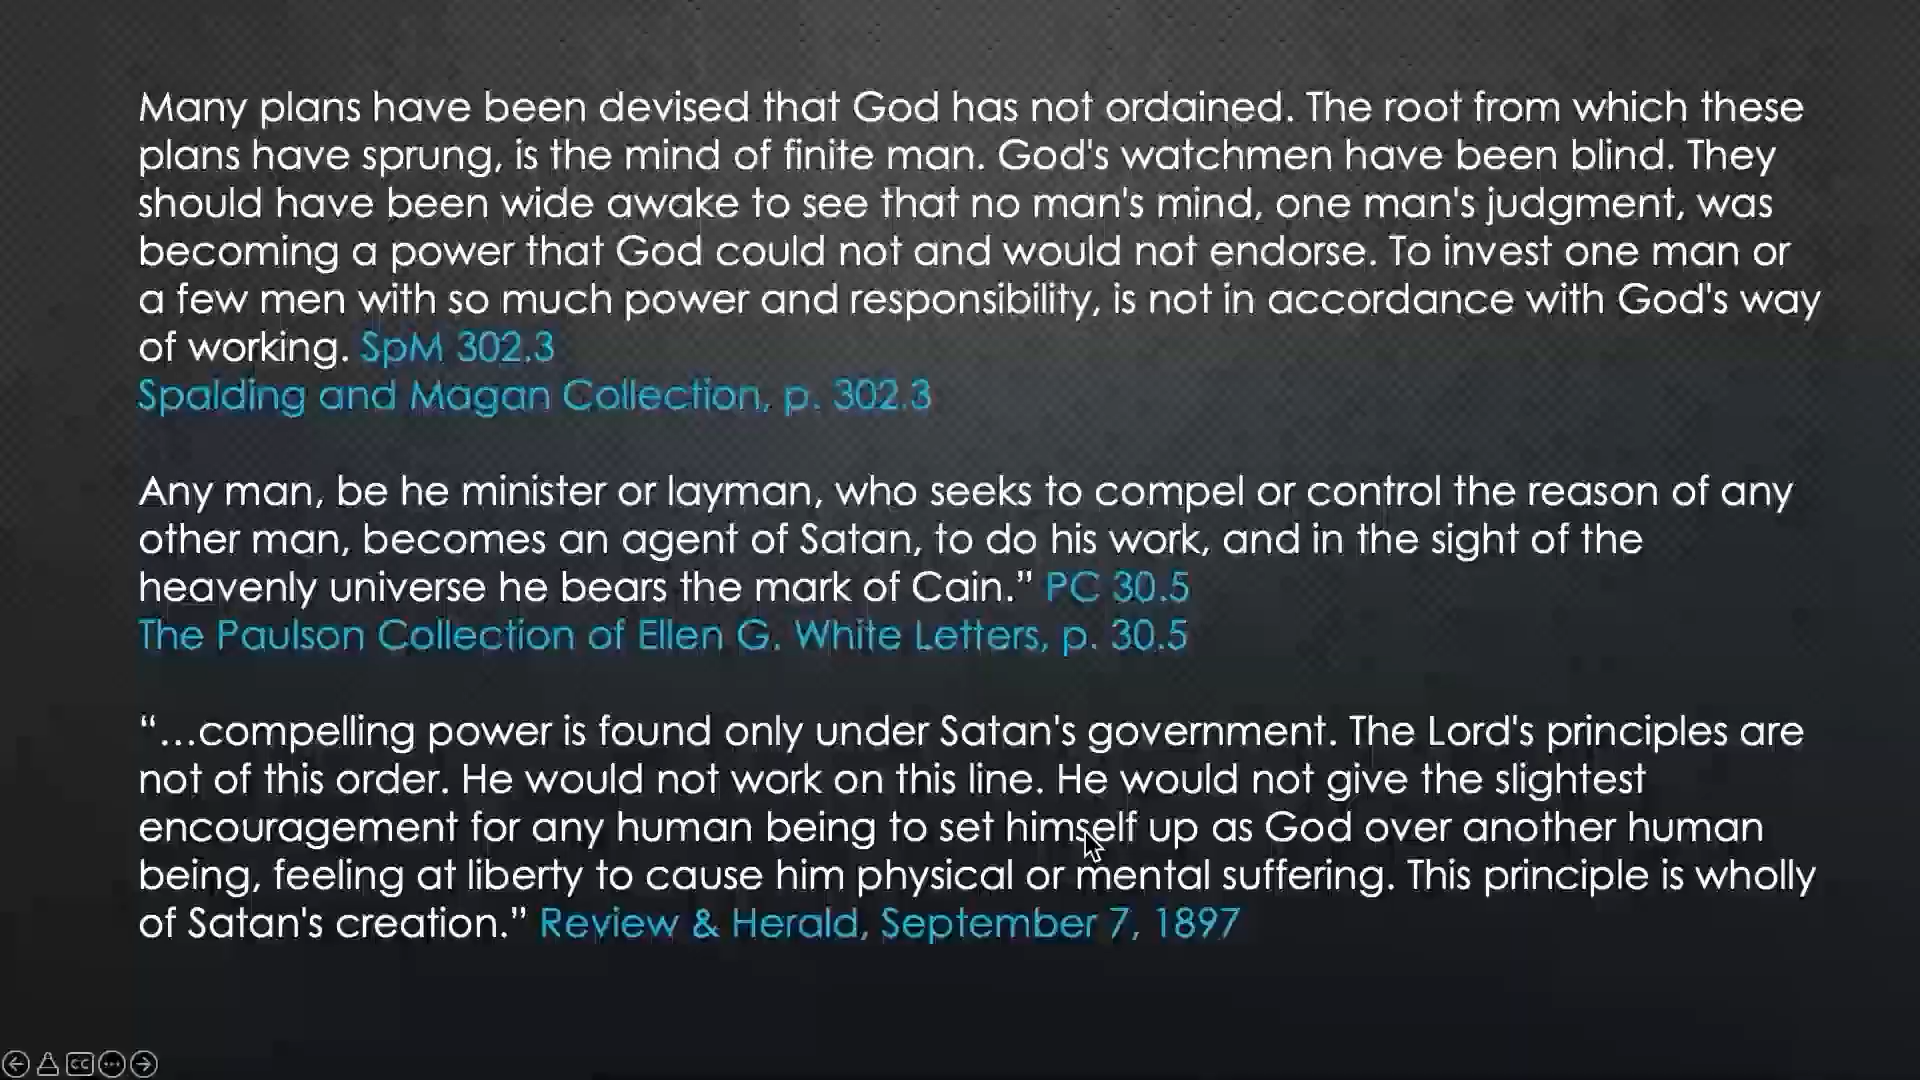 Many plans have been devised that God has not ordained. The root from which these
plans have sprung, is the mind of finite man. God's watchmen have been blind. They
should have been wide awake to see that no man's mind, one man's judgment, was
becoming a power that God could not and would not endorse. To invest one man or
a few men with so much power and responsibility, is not in accordance with God's way
of working. SpM 302.3
Spalding and Magan Collection, p. 302.3
Any man, be he minister or layman, who seeks to compel or control the reason of any
other man, becomes an agent of Satan, to do his work, and in the sight of the
heavenly universe he bears the mark of Cain.” PC 30.5
The Paulson Collection of Ellen G. White Letters, p. 30.5
“...compelling power is found only under Satan's government. The Lord's principles are
not of this order. He would not work on this line. He would not give the slightest
encouragement for any human being to set himself up as God over another human
being, feeling at liberty to cause him physical or mental suffering. This principle is wholly
of Satan's creation.” Review & Herald, September 7, 1897
CC